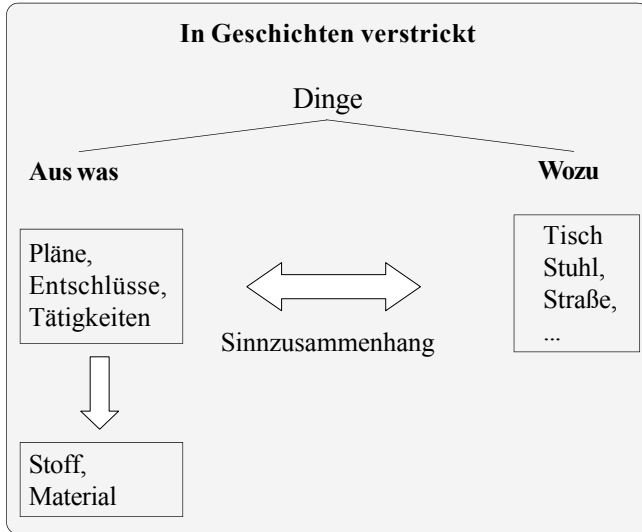 In Geschichten verstrickt
Dinge
Aus was
Wozu
Pläne,
Entschlüsse,
Tätigkeiten
Tisch
Stuhl,
Straße,
...
Sinnzusammenhang
Stoff,
Material